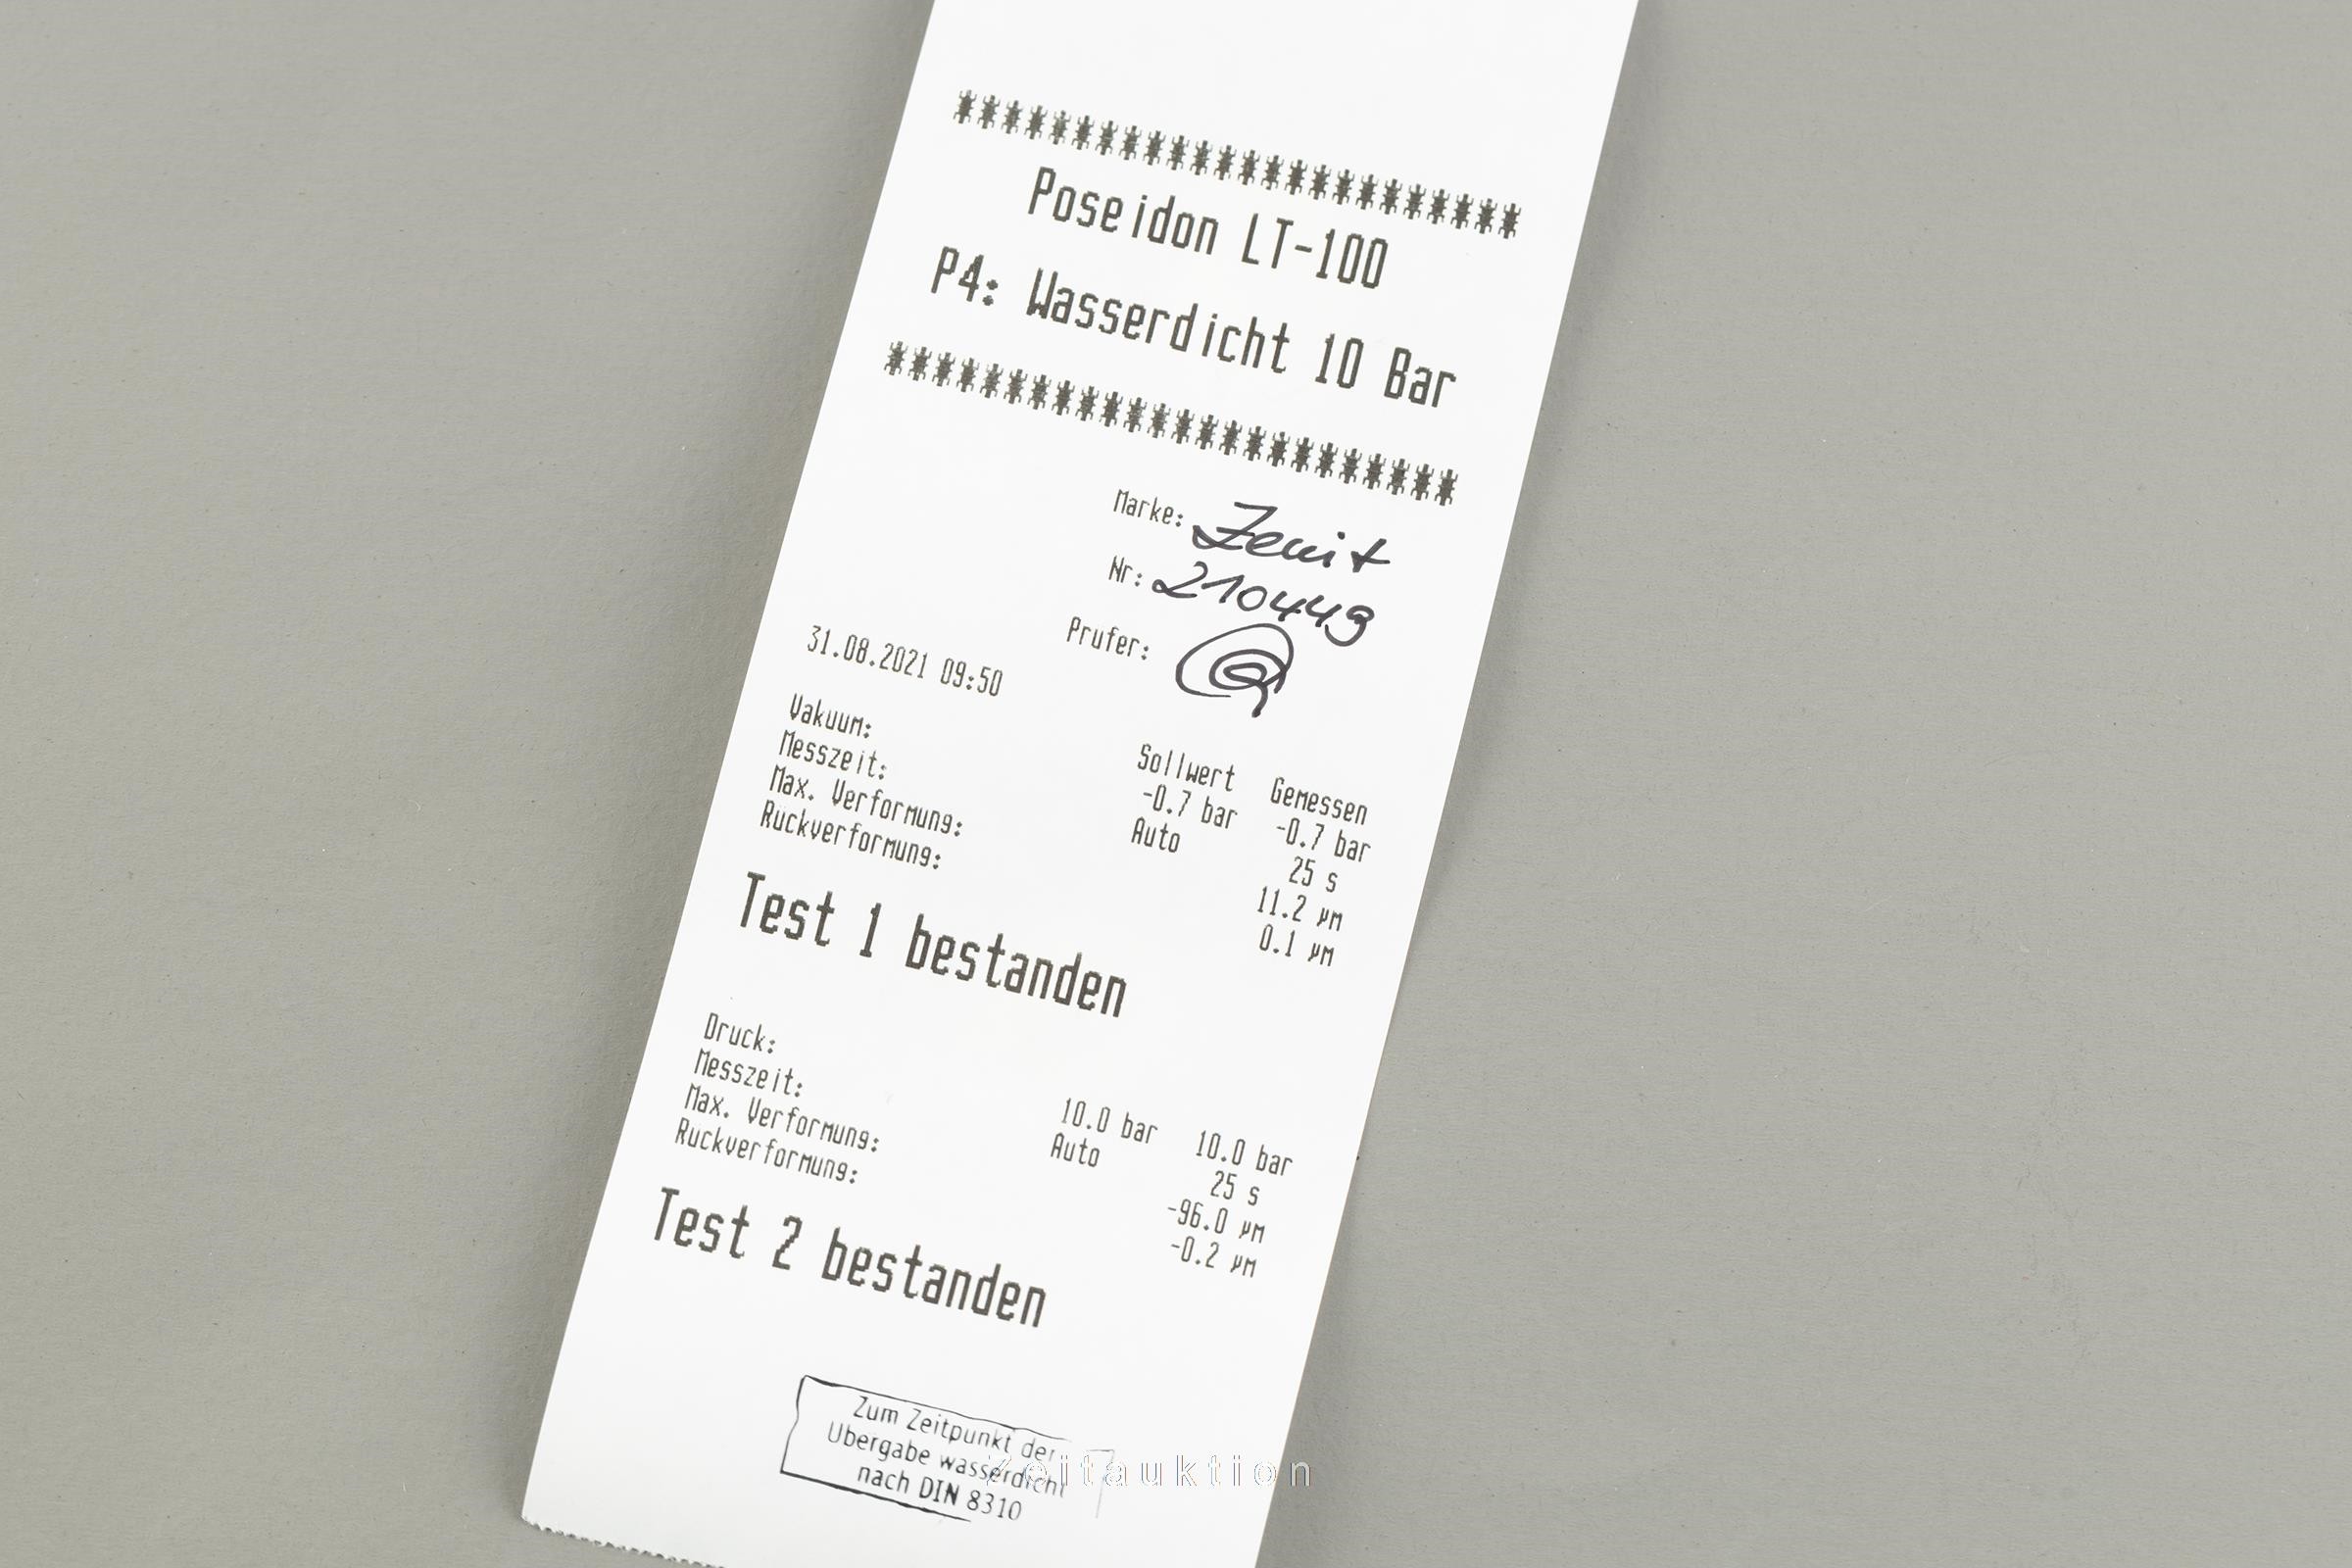 ************************
Poseidon LT-100
P4: Wasserdicht 10 Bar
************************
Marke: Zenit
Nr: 210449
Prufer:
31.08.2021 09:50
Sollwert Gemessen
Vakuum: -0.7 bar -0.7 bar
Messzeit: Auto 25 s
Max. Verformung: 11.2 µm
Ruckverformung: 0.1 µm
Test 1 bestanden
Druck: 10.0 bar 10.0 bar
Messzeit: Auto 25 s
Max. Verformung: -96.0 µm
Ruckverformung: -0.2 µm
Test 2 bestanden
Zum Zeitpunkt der
Übergabe wasserdicht
nach DIN 8310
Zeitauktion